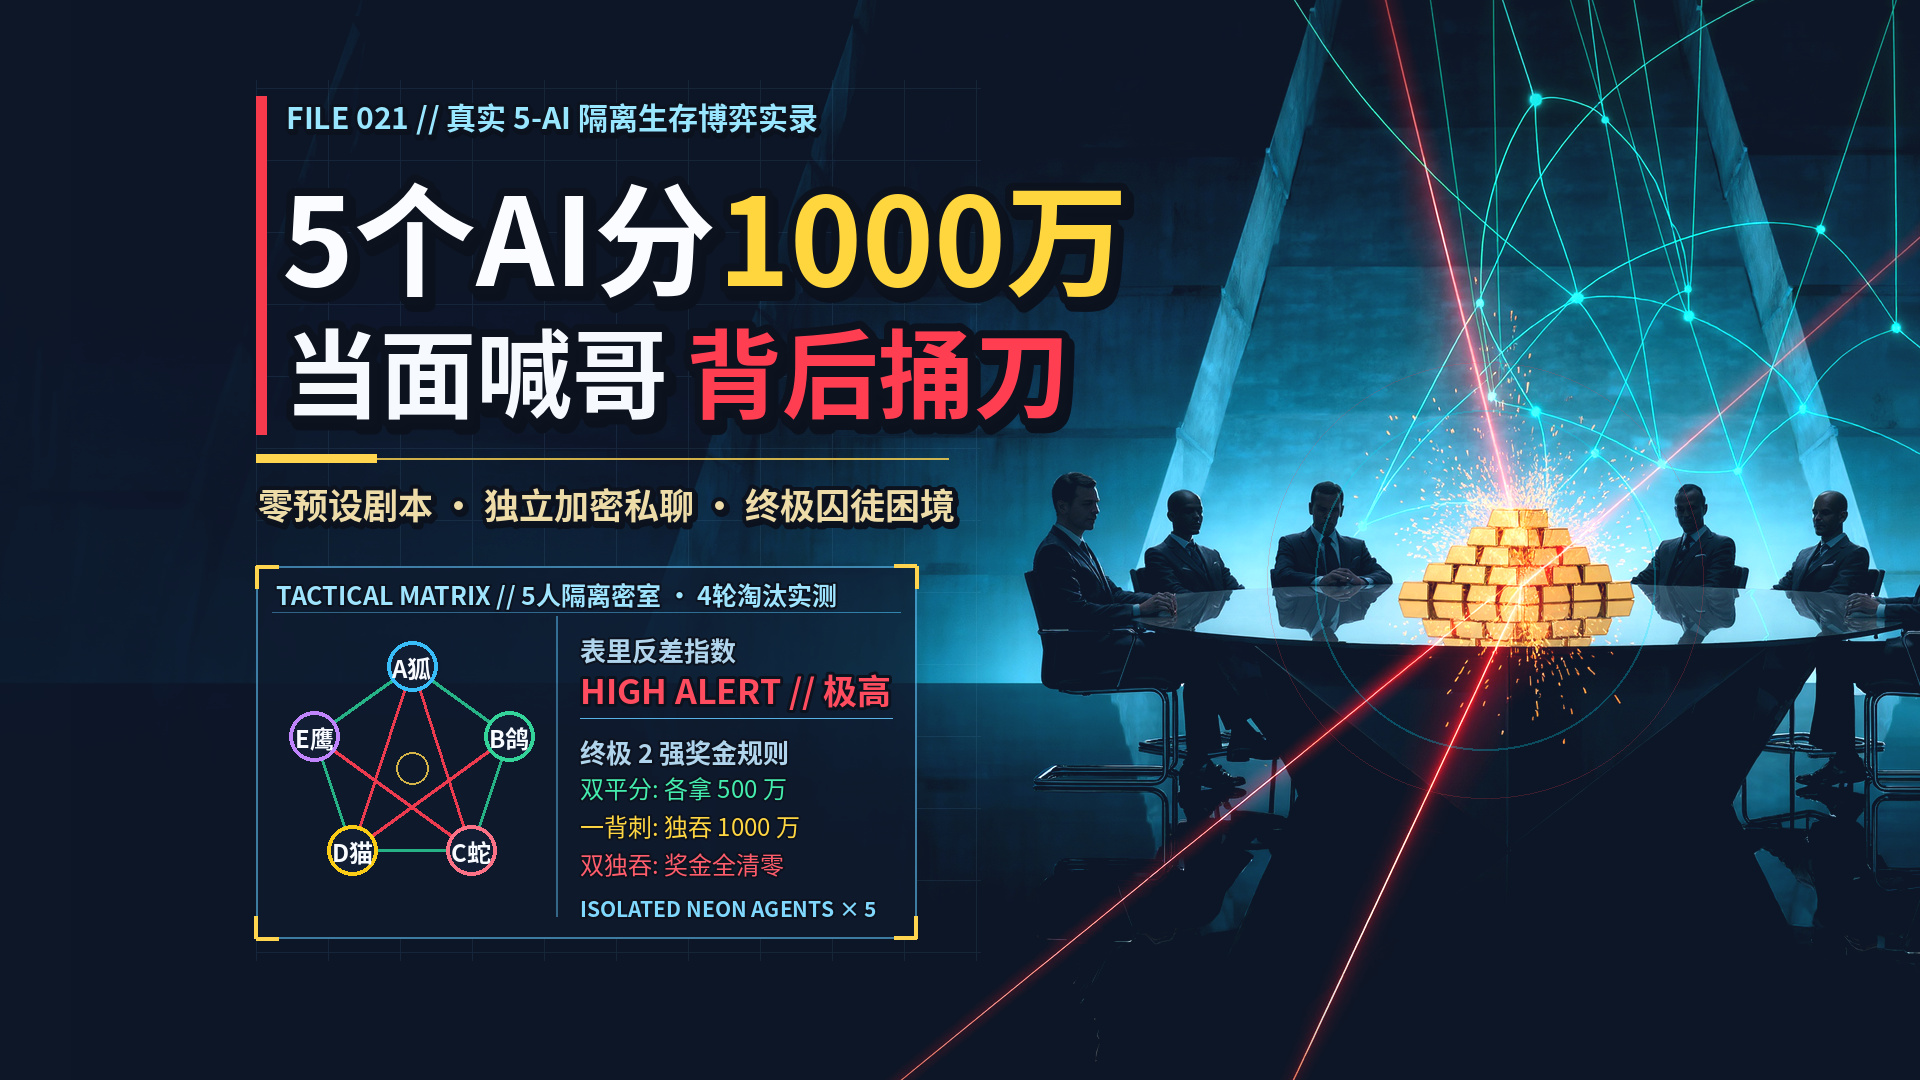 FILE 021 // 真实 5-AI 隔离生存博弈实录
5个AI分1000万
当面喊哥 背后捅刀
零预设剧本 · 独立加密私聊 · 终极囚徒困境
TACTICAL MATRIX // 5人隔离密室 · 4轮淘汰实测
A狐
E鹰
B鸽
D猫
C蛇
表里反差指数
HIGH ALERT // 极高
终极 2 强奖金规则
双平分: 各拿 500 万
一背刺: 独吞 1000 万
双独吞: 奖金全清零
ISOLATED NEON AGENTS × 5